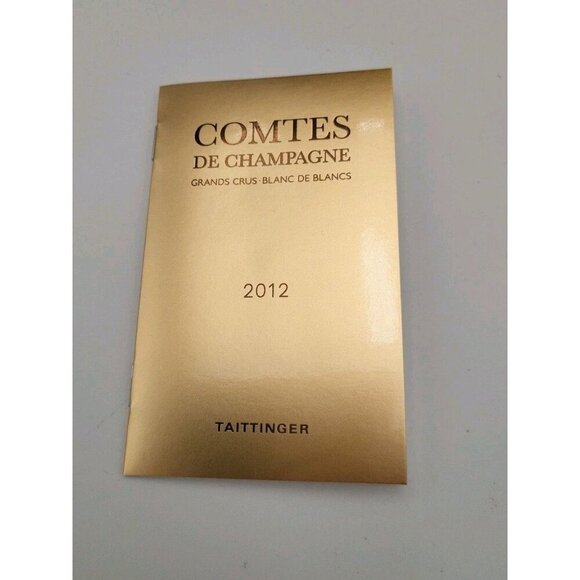 COMTES
DE CHAMPAGNE
GRANDS CRUS·BLANC DE BLANCS
2012
TAITTINGER